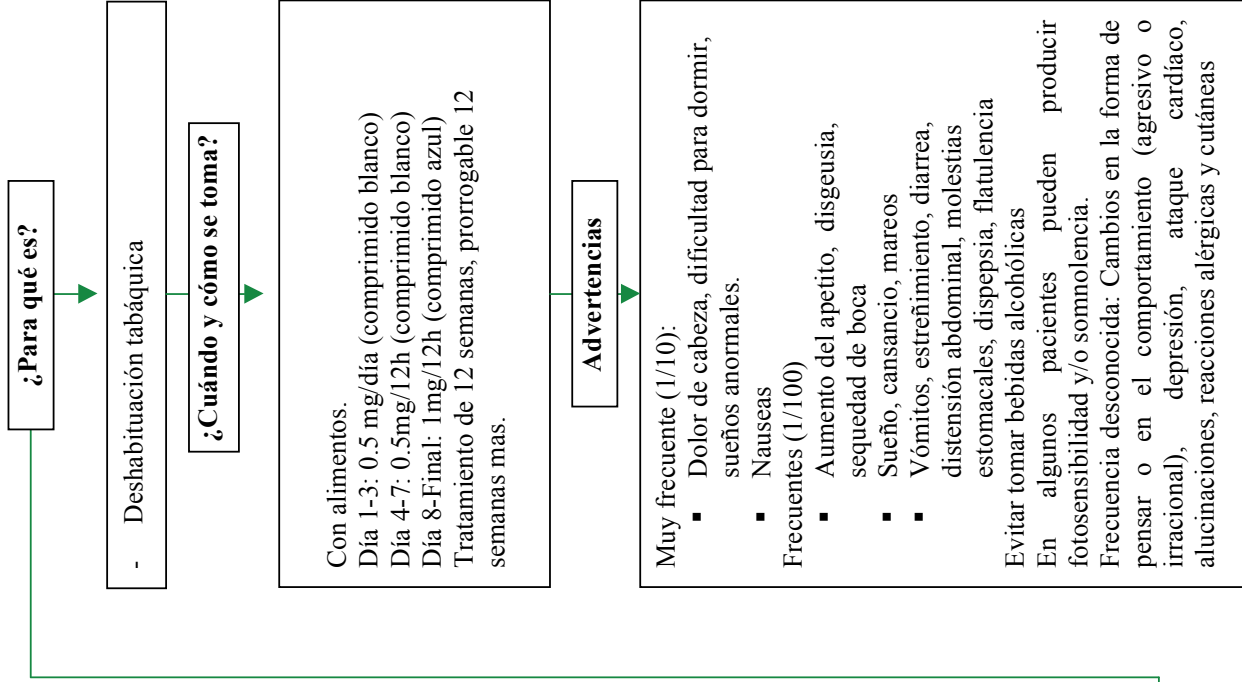 ¿Para qué es?
- Deshabituación tabáquica
¿Cuándo y cómo se toma?
Con alimentos.
Día 1-3: 0.5 mg/día (comprimido blanco)
Día 4-7: 0.5mg/12h (comprimido blanco)
Día 8-Final: 1mg/12h (comprimido azul)
Tratamiento de 12 semanas, prorrogable 12
semanas mas.
Advertencias
Muy frecuente (1/10):
▪ Dolor de cabeza, dificultad para dormir,
sueños anormales.
▪ Nauseas
Frecuentes (1/100)
▪ Aumento del apetito, disgeusia,
sequedad de boca
▪ Sueño, cansancio, mareos
▪ Vómitos, estreñimiento, diarrea,
distensión abdominal, molestias
estomacales, dispepsia, flatulencia
Evitar tomar bebidas alcohólicas
En algunos pacientes pueden producir
fotosensibilidad y/o somnolencia.
Frecuencia desconocida: Cambios en la forma de
pensar o en el comportamiento (agresivo o
irracional), depresión, ataque cardíaco,
alucinaciones, reacciones alérgicas y cutáneas